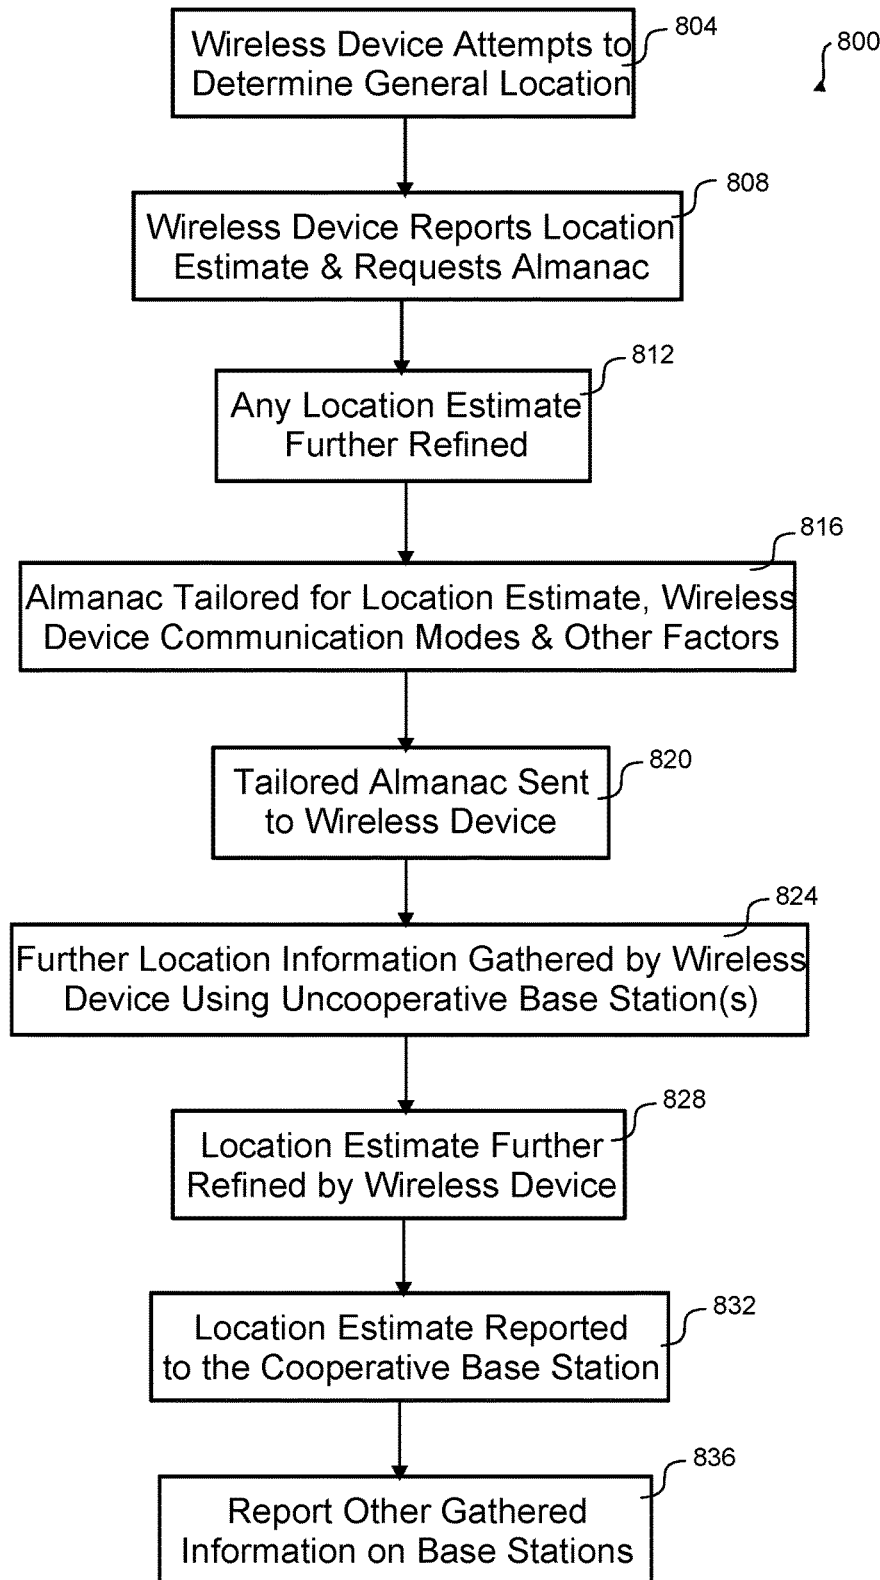 Wireless Device Attempts to
Determine General Location
804
800
Wireless Device Reports Location
Estimate & Requests Almanac
808
Any Location Estimate
Further Refined
812
Almanac Tailored for Location Estimate, Wireless
Device Communication Modes & Other Factors
816
Tailored Almanac Sent
to Wireless Device
820
Further Location Information Gathered by Wireless
Device Using Uncooperative Base Station(s)
824
Location Estimate Further
Refined by Wireless Device
828
Location Estimate Reported
to the Cooperative Base Station
832
Report Other Gathered
Information on Base Stations
836